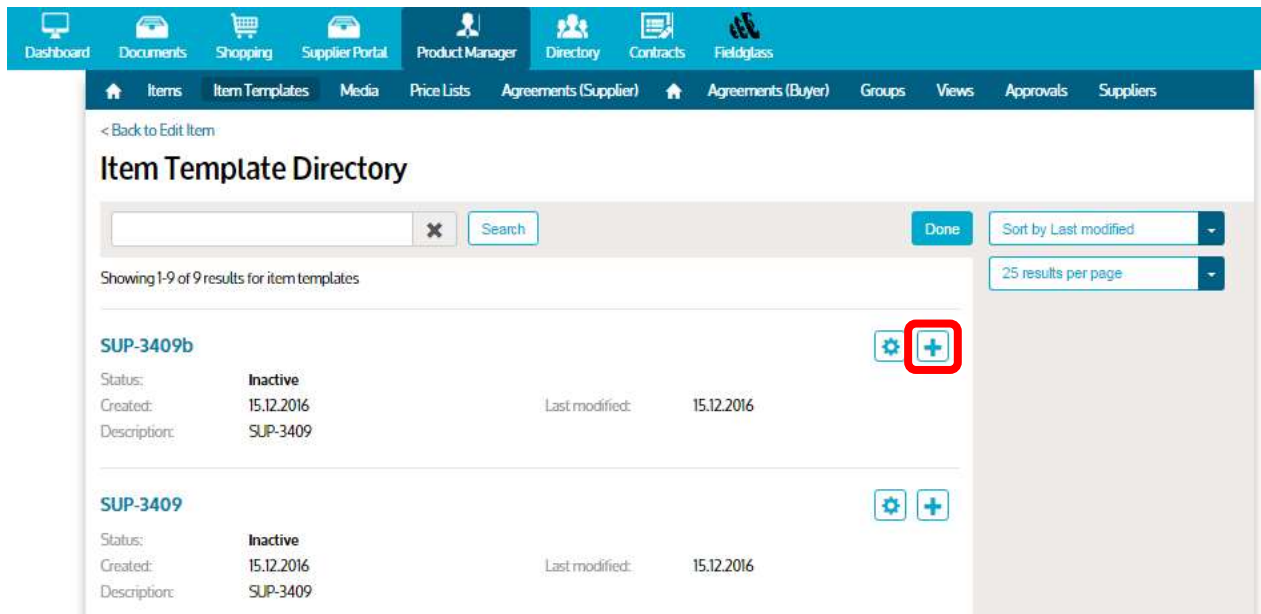 Dashboard Documents Shopping Supplier Portal Product Manager Directory Contracts Fieldglass
Items Item Templates Media Price Lists Agreements (Supplier) Agreements (Buyer) Groups Views Approvals Suppliers
< Back to Edit Item
Item Template Directory
Search Done Sort by Last modified
Showing 1-9 of 9 results for item templates 25 results per page
SUP-3409b
Status: Inactive
Created: 15.12.2016 Last modified: 15.12.2016
Description: SUP-3409
SUP-3409
Status: Inactive
Created: 15.12.2016 Last modified: 15.12.2016
Description: SUP-3409